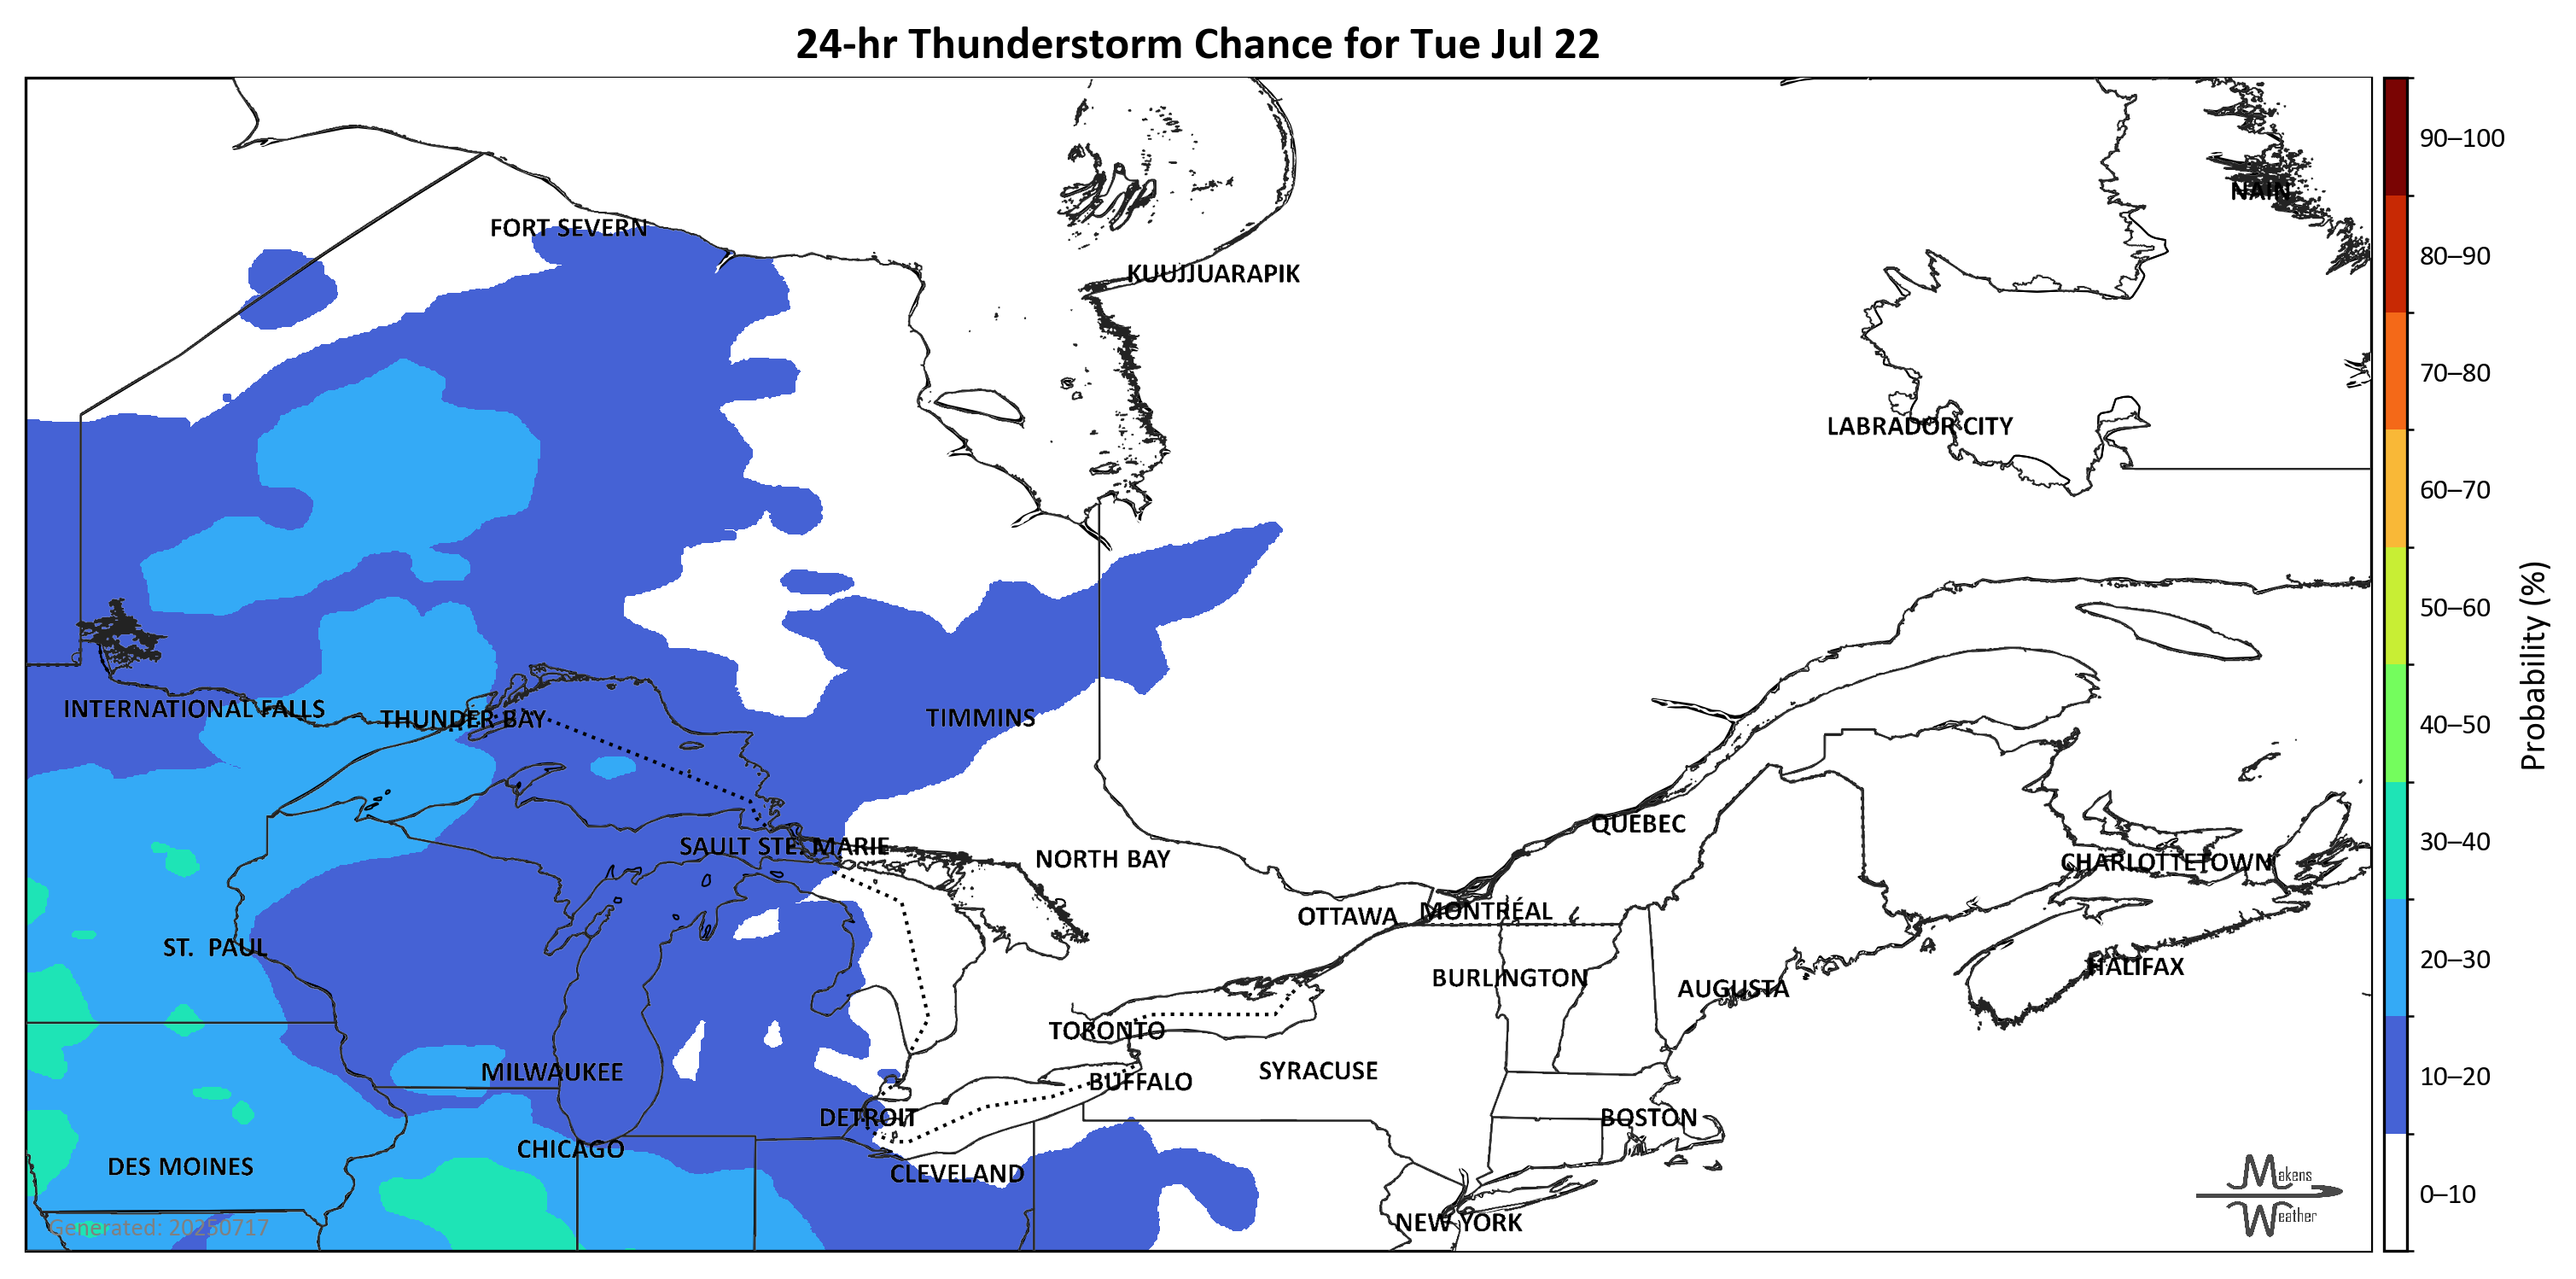 24-hr Thunderstorm Chance for Tue Jul 22
90–100
NAIN
FORT SEVERN
80–90
KUUJJUARAPIK
70–80
LABRADOR CITY
60–70
50–60
Probability (%)
INTERNATIONAL FALLS
THUNDER BAY
TIMMINS
40–50
QUEBEC
SAULT STE. MARIE
30–40
NORTH BAY
CHARLOTTETOWN
OTTAWA
MONTRÉAL
ST. PAUL
20–30
HALIFAX
BURLINGTON
AUGUSTA
TORONTO
MILWAUKEE
SYRACUSE
10–20
BUFFALO
DETROIT
BOSTON
CHICAGO
DES MOINES
CLEVELAND
Makens
Weather
0–10
NEW YORK
Generated: 20250717